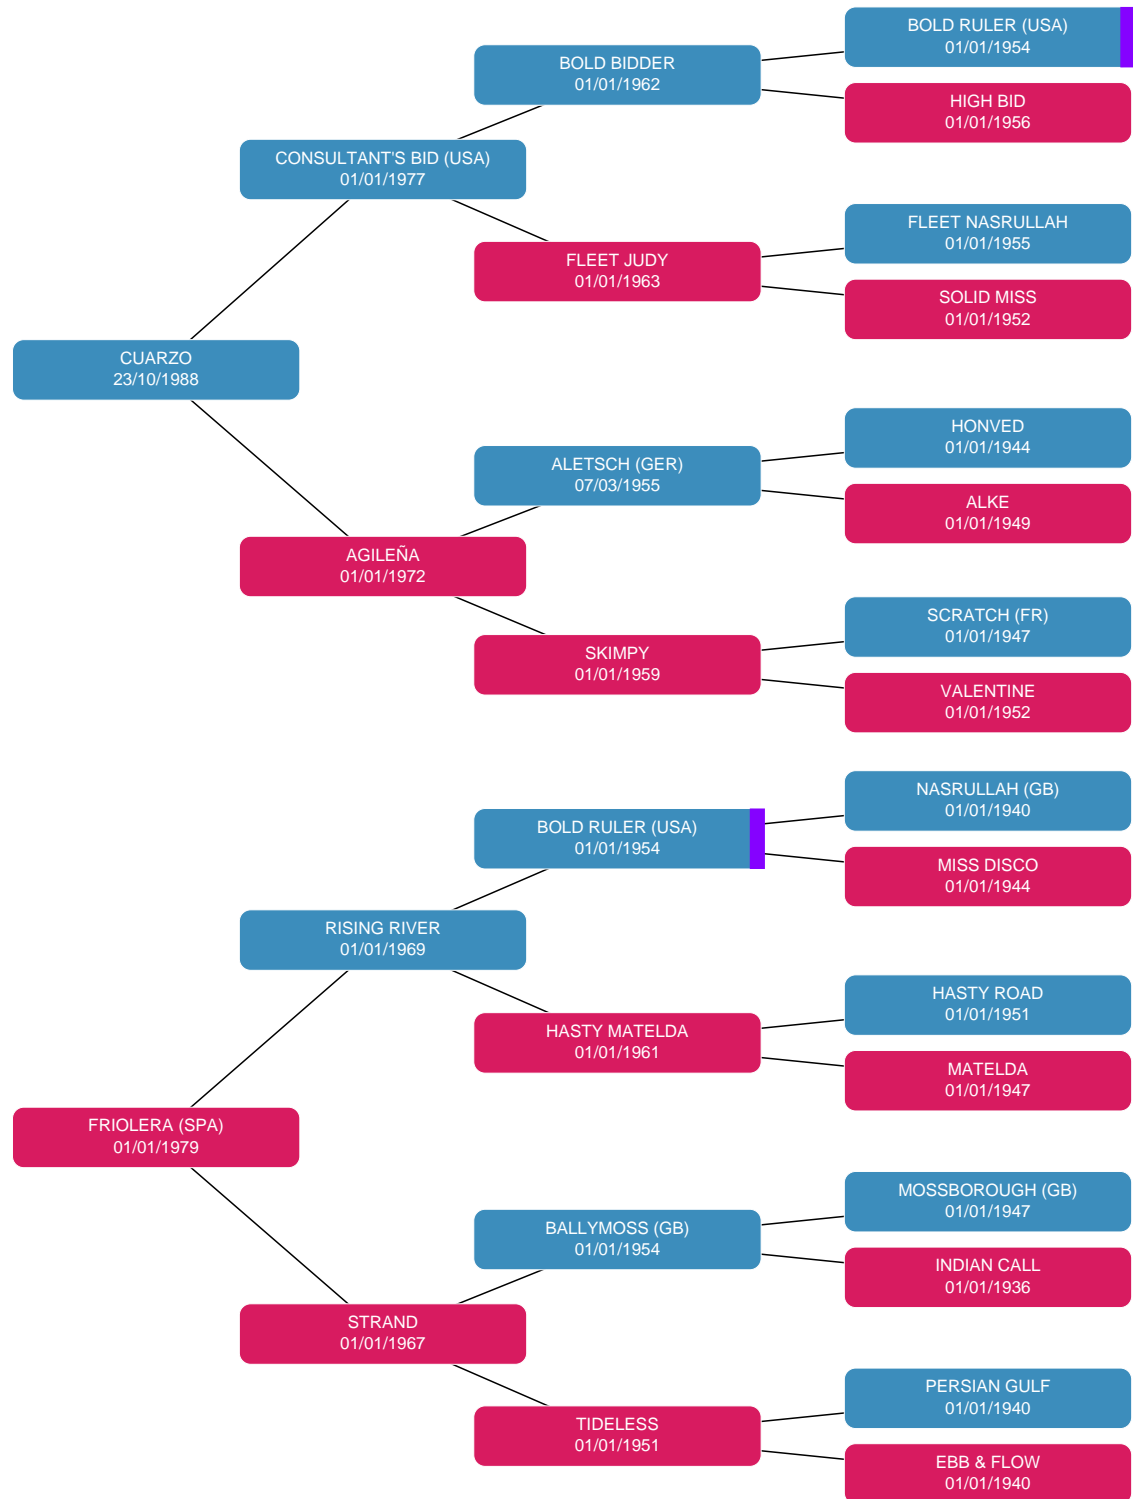 BOLD RULER (USA)
01/01/1954
BOLD BIDDER
01/01/1962
HIGH BID
01/01/1956
CONSULTANT'S BID (USA)
01/01/1977
FLEET NASRULLAH
01/01/1955
FLEET JUDY
01/01/1963
SOLID MISS
01/01/1952
CUARZO
23/10/1988
HONVED
01/01/1944
ALETSCH (GER)
07/03/1955
ALKE
01/01/1949
AGILEÑA
01/01/1972
SCRATCH (FR)
01/01/1947
SKIMPY
01/01/1959
VALENTINE
01/01/1952
NASRULLAH (GB)
01/01/1940
BOLD RULER (USA)
01/01/1954
MISS DISCO
01/01/1944
RISING RIVER
01/01/1969
HASTY ROAD
01/01/1951
HASTY MATELDA
01/01/1961
MATELDA
01/01/1947
FRIOLERA (SPA)
01/01/1979
MOSSBOROUGH (GB)
01/01/1947
BALLYMOSS (GB)
01/01/1954
INDIAN CALL
01/01/1936
STRAND
01/01/1967
PERSIAN GULF
01/01/1940
TIDELESS
01/01/1951
EBB & FLOW
01/01/1940